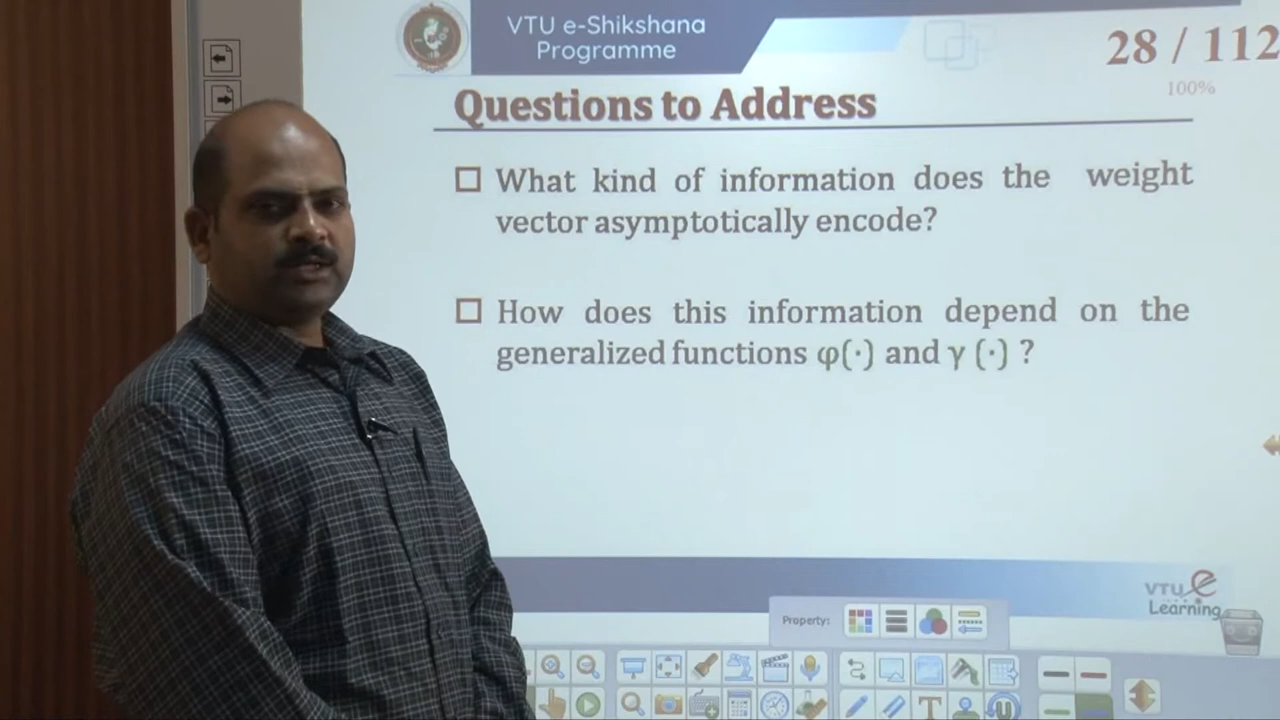 VTU e-Shikshana
Programme
28 / 112
100%
Questions to Address
What kind of information does the weight
vector asymptotically encode?
How does this information depend on the
generalized functions φ(·) and γ (·) ?
VTU e
Learning
Property:
T